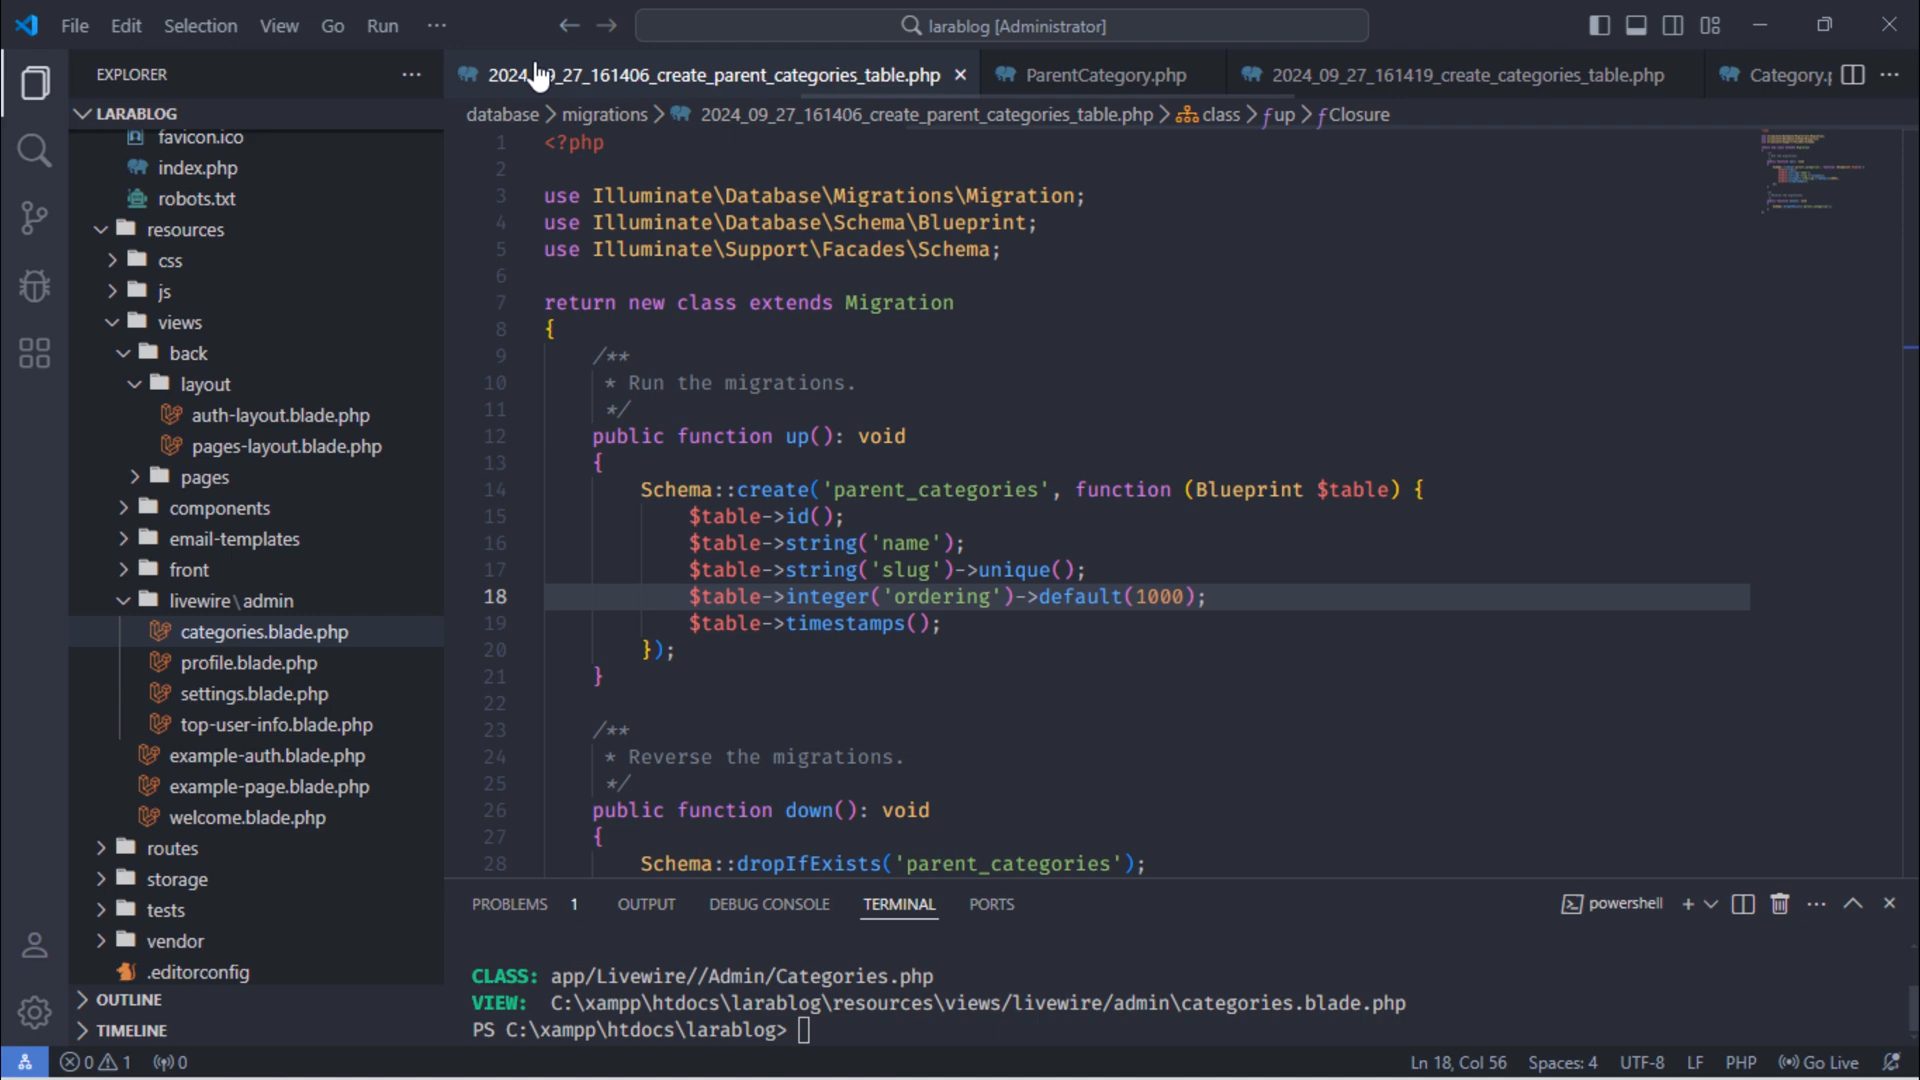 File Edit Selection View Go Run ··· larablog [Administrator]
EXPLORER ···
LARABLOG
favicon.ico
index.php
robots.txt
resources
css
js
views
back
layout
auth-layout.blade.php
pages-layout.blade.php
pages
components
email-templates
front
livewire\admin
categories.blade.php
profile.blade.php
settings.blade.php
top-user-info.blade.php
example-auth.blade.php
example-page.blade.php
welcome.blade.php
routes
storage
tests
vendor
.editorconfig
OUTLINE
TIMELINE
2024_09_27_161406_create_parent_categories_table.php ParentCategory.php 2024_09_27_161419_create_categories_table.php Category.p
database > migrations > 2024_09_27_161406_create_parent_categories_table.php > class > up > Closure
1 <?php
2
3 use Illuminate\Database\Migrations\Migration;
4 use Illuminate\Database\Schema\Blueprint;
5 use Illuminate\Support\Facades\Schema;
6
7 return new class extends Migration
8 {
9 /**
10 * Run the migrations.
11 */
12 public function up(): void
13 {
14 Schema::create('parent_categories', function (Blueprint $table) {
15 $table->id();
16 $table->string('name');
17 $table->string('slug')->unique();
18 $table->integer('ordering')->default(1000);
19 $table->timestamps();
20 });
21 }
22
23 /**
24 * Reverse the migrations.
25 */
26 public function down(): void
27 {
28 Schema::dropIfExists('parent_categories');
PROBLEMS 1 OUTPUT DEBUG CONSOLE TERMINAL PORTS powershell
CLASS: app/Livewire//Admin/Categories.php
VIEW: C:\xampp\htdocs\larablog\resources\views/livewire/admin\categories.blade.php
PS C:\xampp\htdocs\larablog>
0 1 0 Ln 18, Col 56 Spaces: 4 UTF-8 LF PHP Go Live